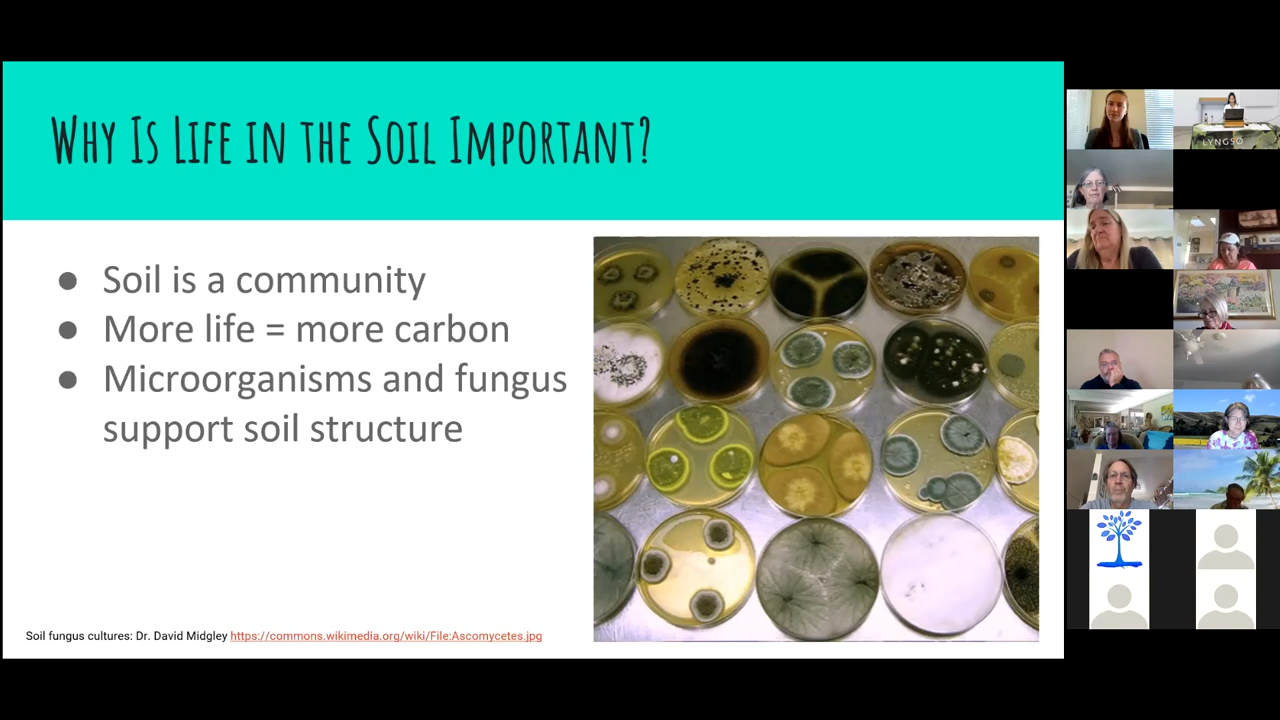 Why Is Life in the Soil Important?
● Soil is a community
● More life = more carbon
● Microorganisms and fungus
support soil structure
Soil fungus cultures: Dr. David Midgley https://commons.wikimedia.org/wiki/File:Ascomycetes.jpg
LYNGSO